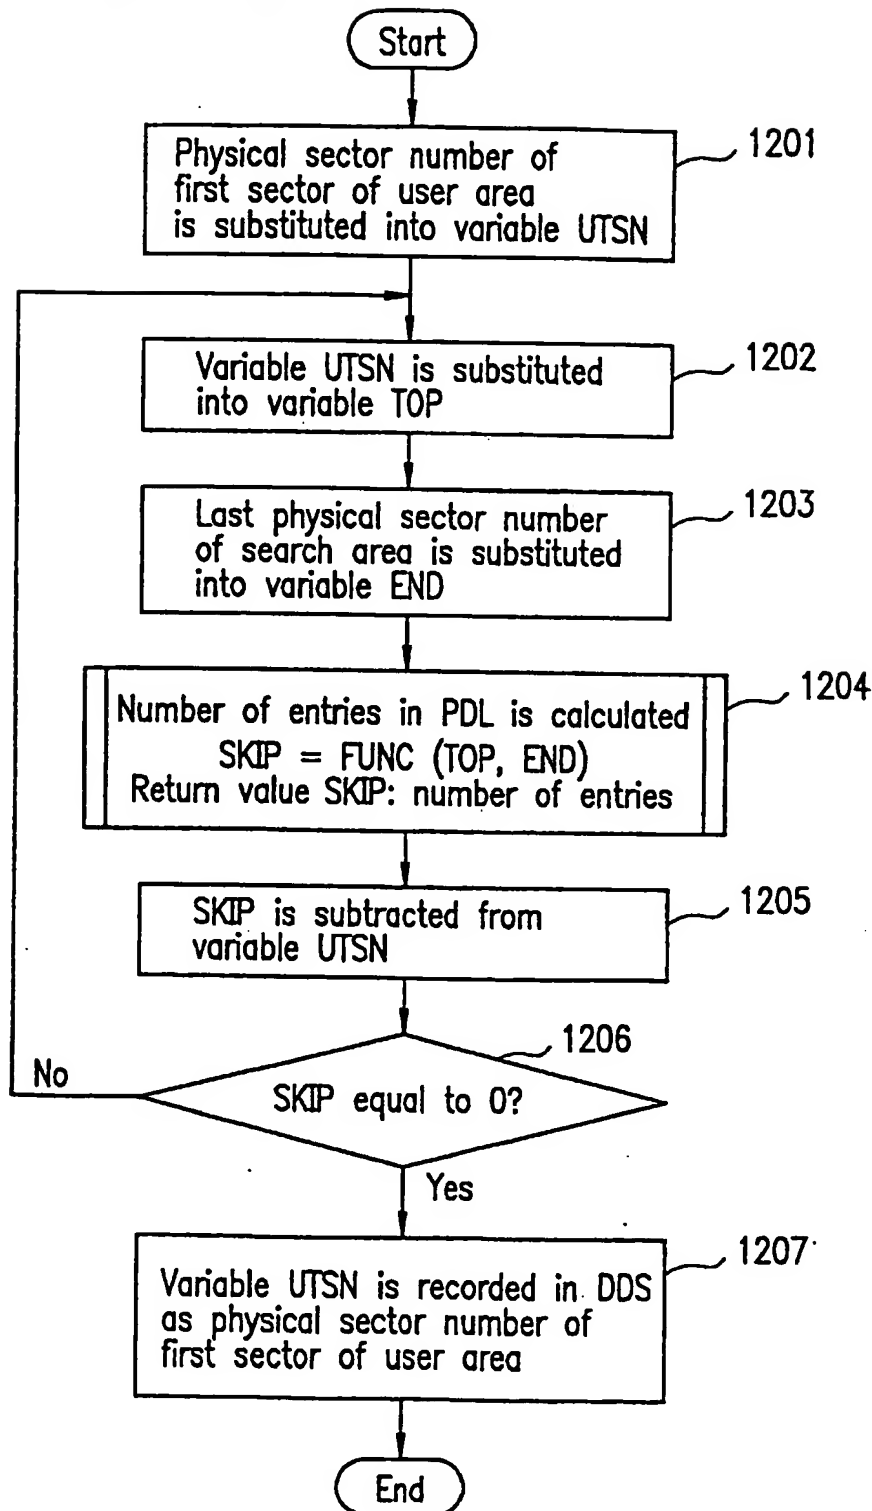 Start
Physical sector number of
first sector of user area
is substituted into variable UTSN
1201
Variable UTSN is substituted
into variable TOP
1202
Last physical sector number
of search area is substituted
into variable END
1203
Number of entries in PDL is calculated
SKIP = FUNC (TOP, END)
Return value SKIP: number of entries
1204
SKIP is subtracted from
variable UTSN
1205
SKIP equal to 0?
1206
No
Yes
Variable UTSN is recorded in DDS
as physical sector number of
first sector of user area
1207
End